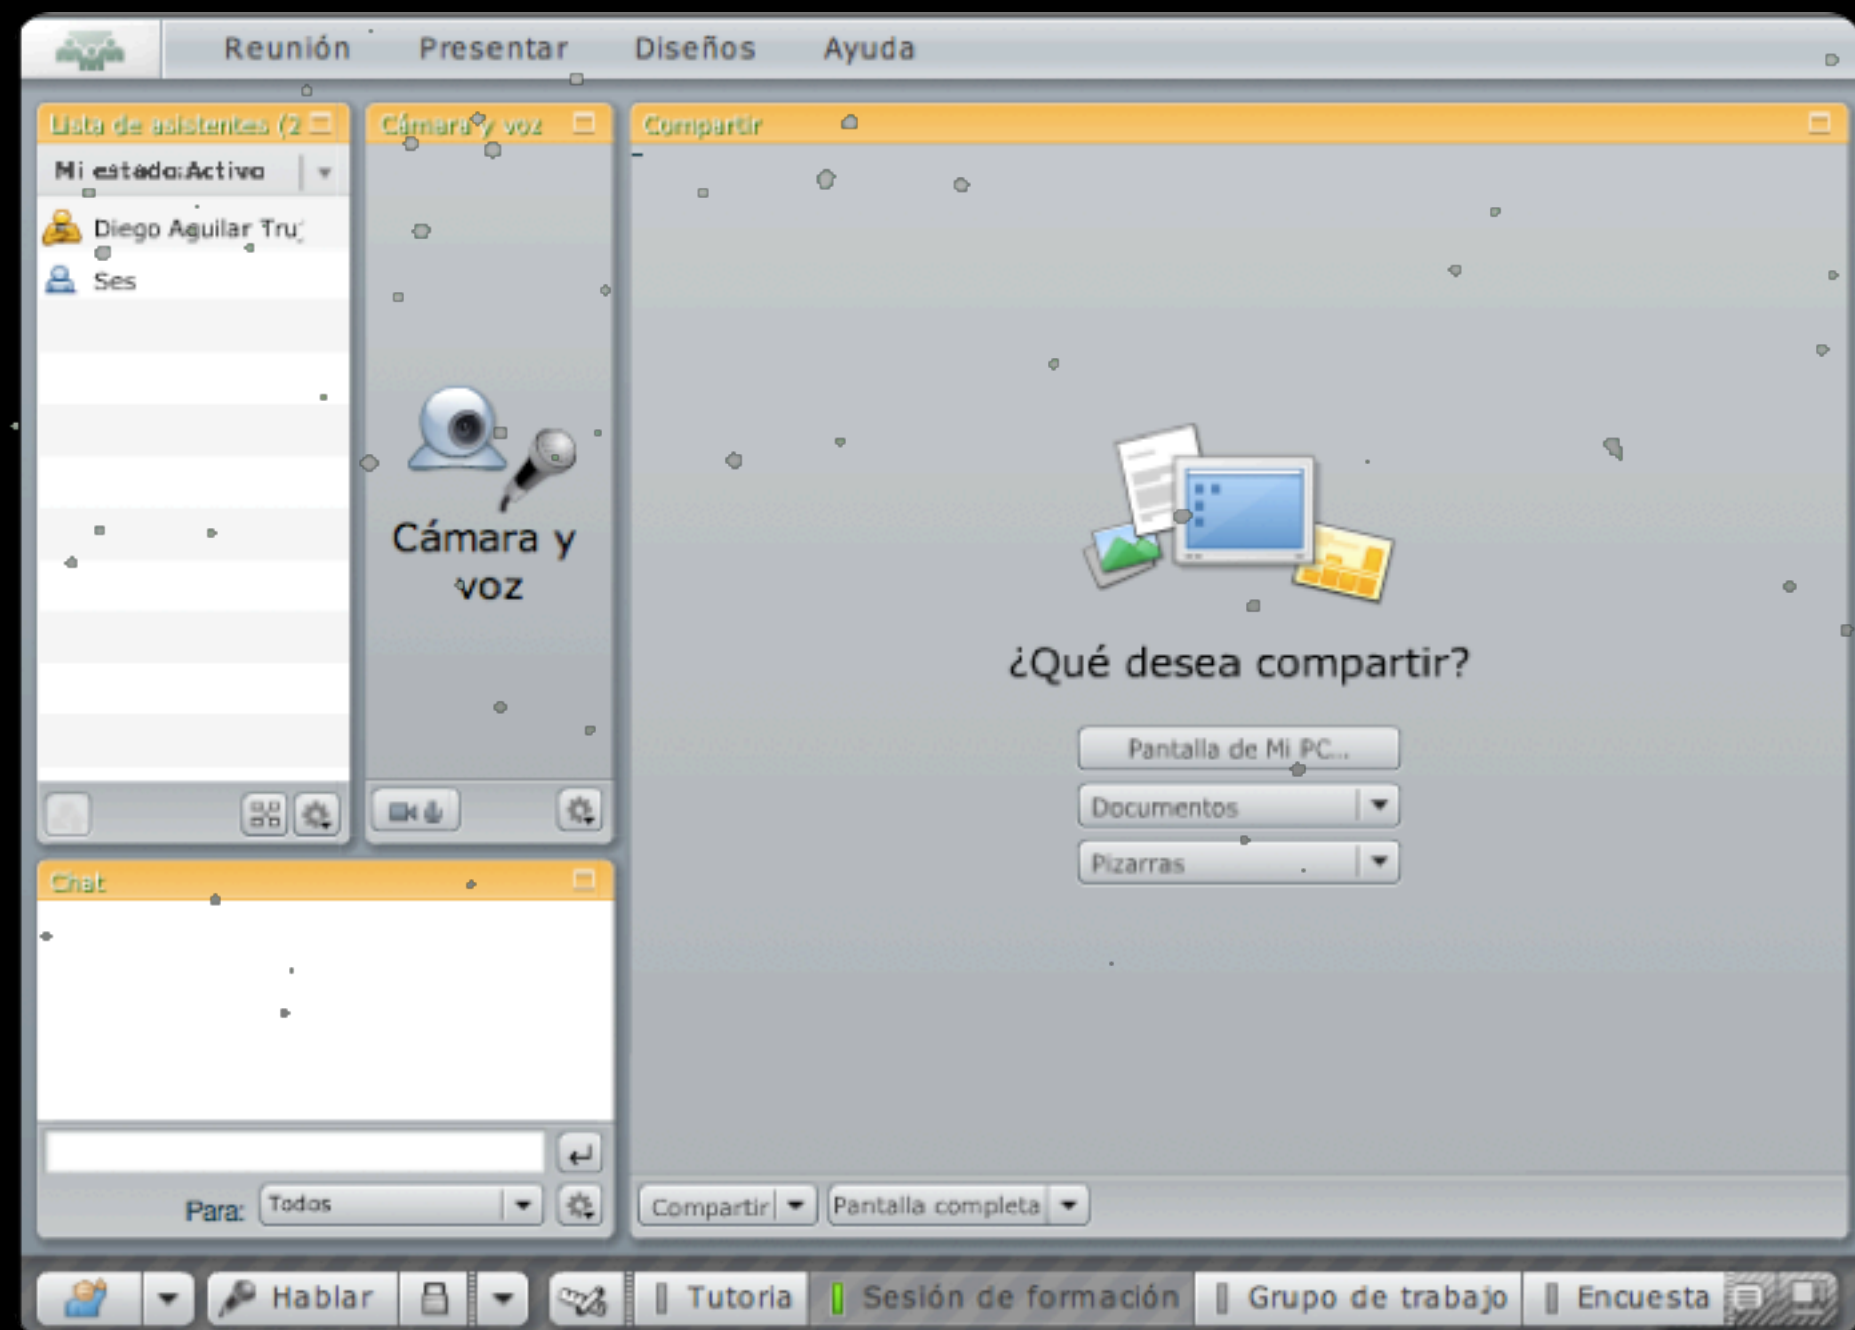 Reunión Presentar Diseños Ayuda
Lista de asistentes (2
Mi estado:Activo
Diego Aguilar Tru
Ses
Cámara y voz
Cámara y
voz
Compartir
¿Qué desea compartir?
Pantalla de Mi PC...
Documentos
Pizarras
Chat
Para: Todos
Compartir Pantalla completa
Hablar Tutoria Sesión de formación Grupo de trabajo Encuesta